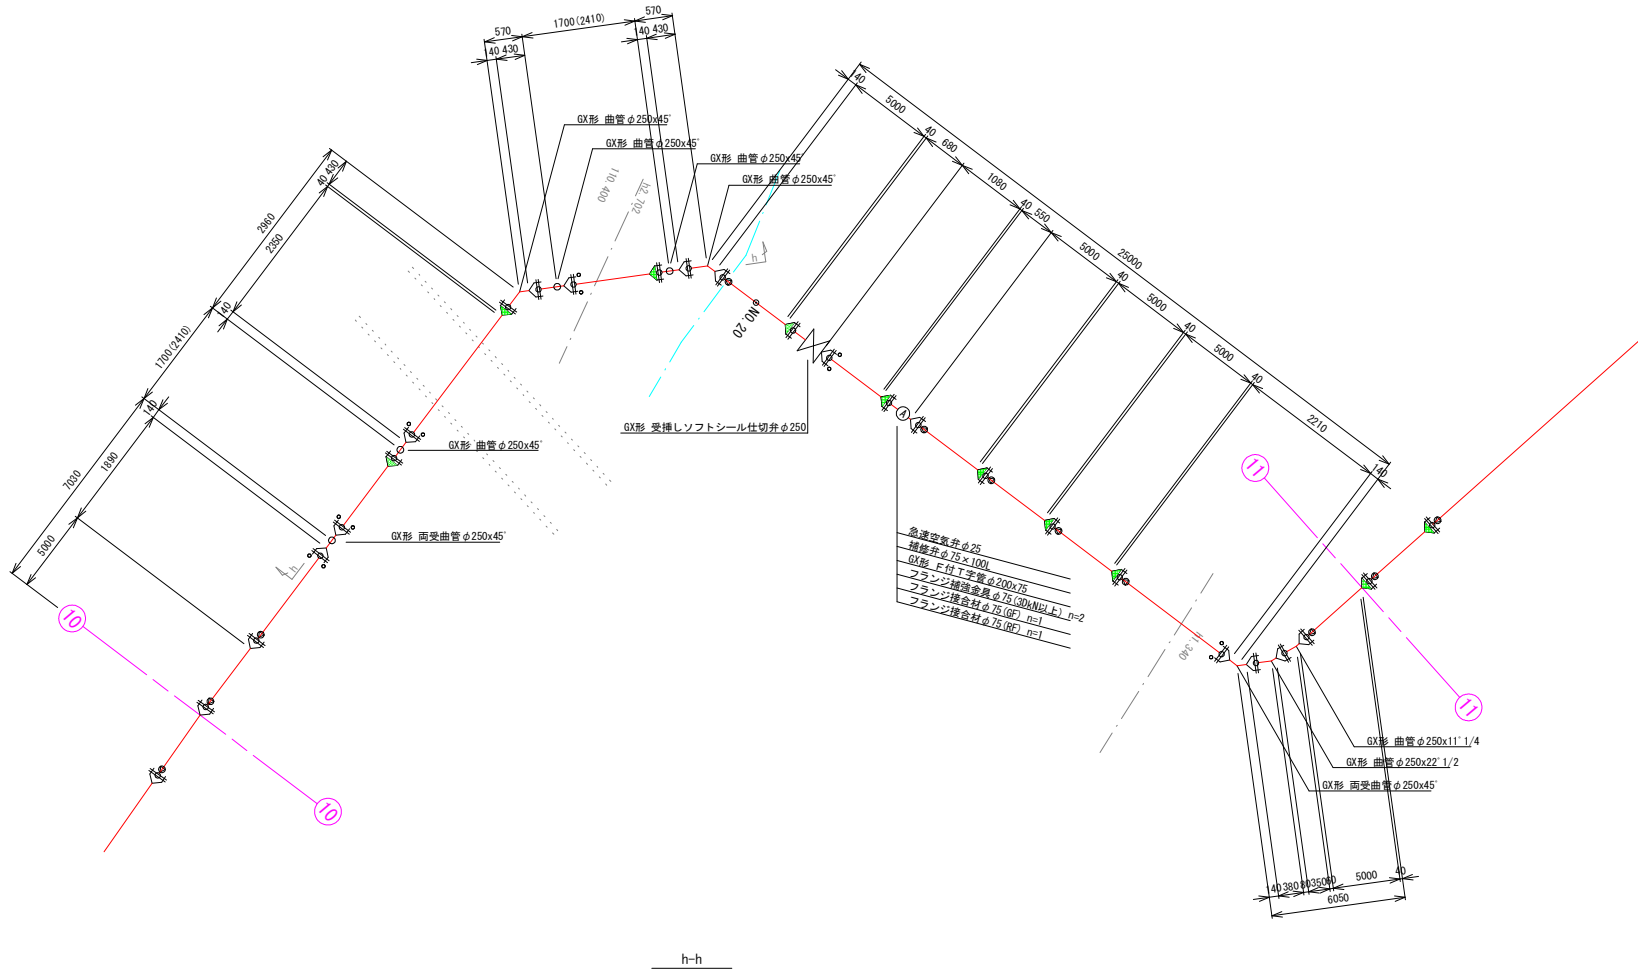 570
1700(2410)
570
140 430
140 430
GX形 曲管φ250x45°
GX形 曲管φ250x45°
GX形 曲管φ250x45
GX形 曲管φ250x45°
110.400
h2.702
h
NO.20
GX形 受挿しソフトシール仕切弁φ250
40
5000
40
680
1080
40
550
5000
40
5000
40
5000
40
2210
140
25000
40 430
2960
2350
140
1700(2410)
140
7030
1890
5000
GX形 曲管φ250x45°
GX形 両受曲管φ250x45°
h
10
10
A
急速空気弁φ25
補修弁φ75×100L
GX形 F付T字管φ200x75
フランジ補強金具φ75(30kN以上) n=2
フランジ接合材φ75(GF) n=1
フランジ接合材φ75(RF) n=1
11
11
GX形 曲管φ250x11°1/4
GX形 曲管φ250x22°1/2
GX形 両受曲管φ250x45°
140
380
5000
40
6050
h-h